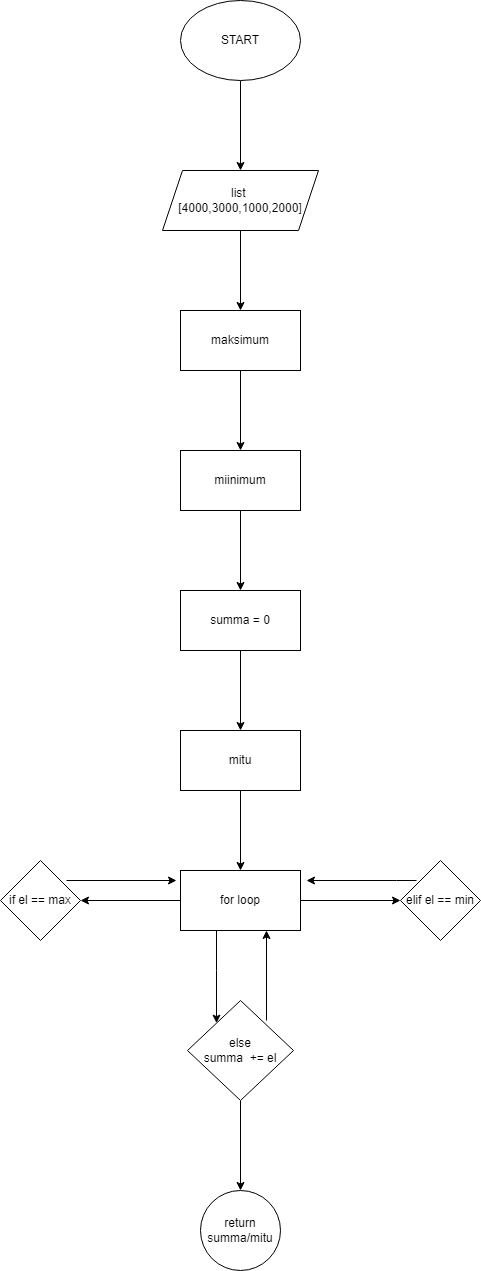 START
list
[4000,3000,1000,2000]
maksimum
miinimum
summa = 0
mitu
if el == max
for loop
elif el == min
else
summa += el
return
summa/mitu